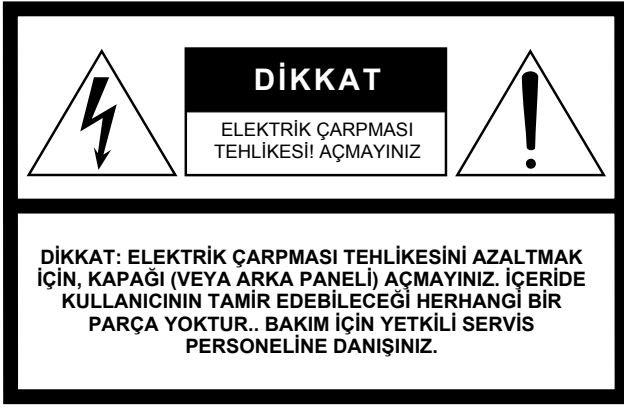 DİKKAT
ELEKTRİK ÇARPMASI
TEHLİKESİ! AÇMAYINIZ
DİKKAT: ELEKTRİK ÇARPMASI TEHLİKESİNİ AZALTMAK
İÇİN, KAPAĞI (VEYA ARKA PANELİ) AÇMAYINIZ. İÇERİDE
KULLANICININ TAMİR EDEBİLECEĞİ HERHANGİ BİR
PARÇA YOKTUR.. BAKIM İÇİN YETKİLİ SERVİS
PERSONELİNE DANIŞINIZ.